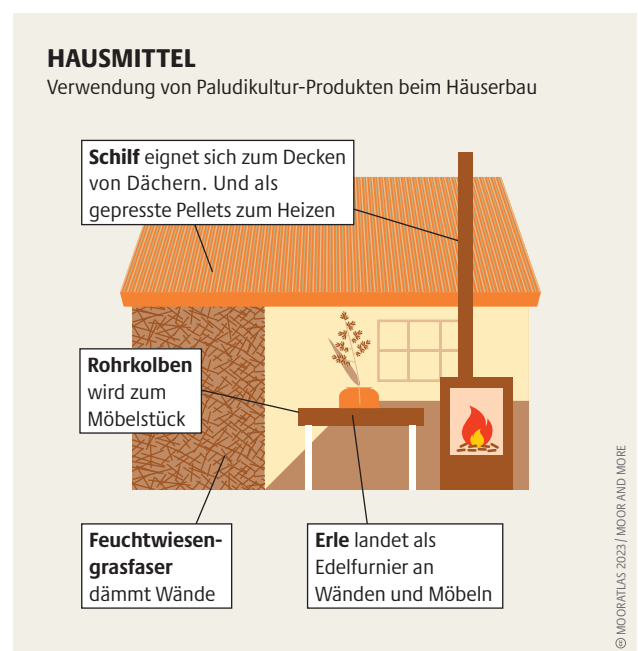 HAUSMITTEL
Verwendung von Paludikultur-Produkten beim Häuserbau
Schilf eignet sich zum Decken
von Dächern. Und als
gepresste Pellets zum Heizen
Rohrkolben
wird zum
Möbelstück
Feuchtwiesen-
grasfaser
dämmt Wände
Erle landet als
Edelfurnier an
Wänden und Möbeln
© MOORATLAS 2023 / MOOR AND MORE